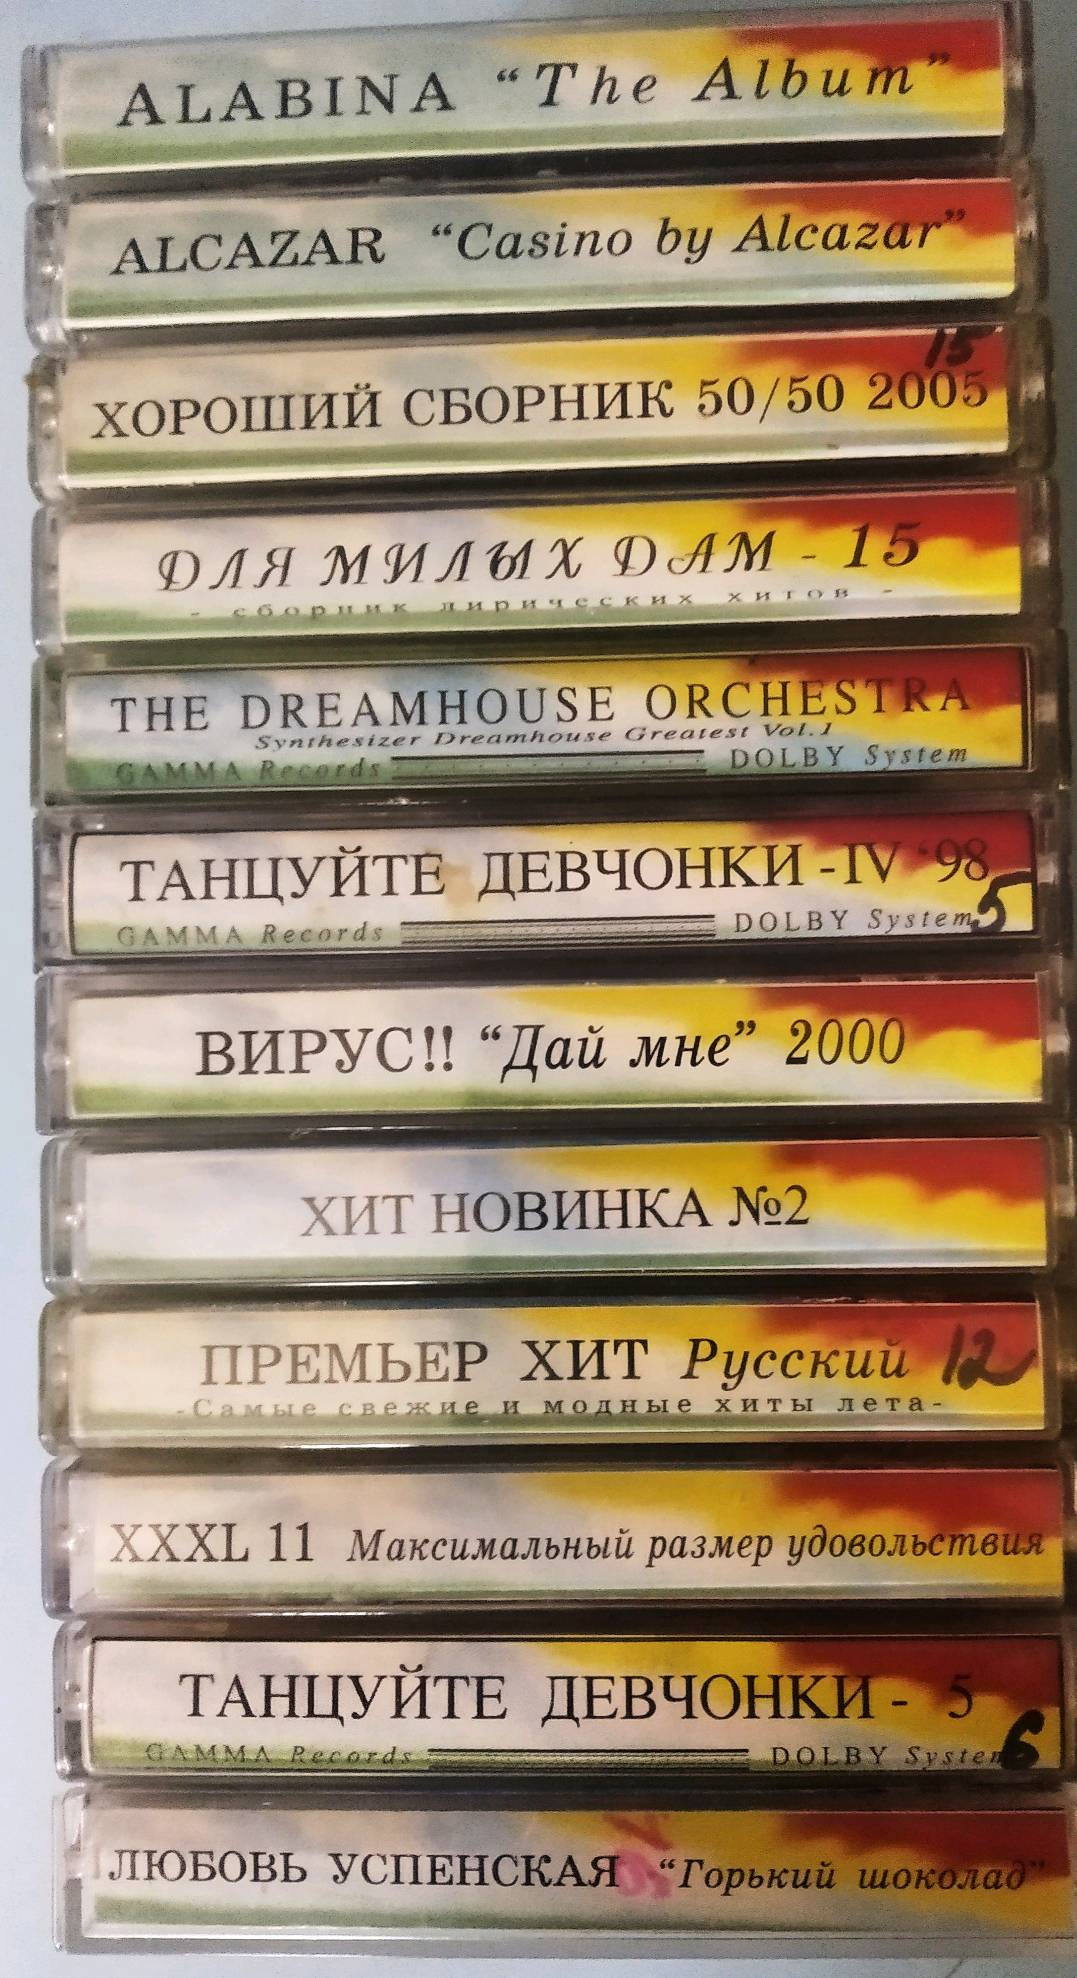 ALABINA “The Album”
ALCAZAR “Casino by Alcazar”
15
ХОРОШИЙ СБОРНИК 50/50 2005
ДЛЯ МИЛЫХ ДАМ - 15
- сборник лирических хитов -
THE DREAMHOUSE ORCHESTRA
Synthesizer Dreamhouse Greatest Vol.1
GAMMA Records DOLBY System
ТАНЦУЙТЕ ДЕВЧОНКИ - IV ‘98
GAMMA Records DOLBY System 5
ВИРУС!! “Дай мне” 2000
ХИТ НОВИНКА №2
ПРЕМЬЕР ХИТ Русский 12
-Самые свежие и модные хиты лета-
XXXL 11 Максимальный размер удовольствия
ТАНЦУЙТЕ ДЕВЧОНКИ - 5
GAMMA Records DOLBY System 6
ЛЮБОВЬ УСПЕНСКАЯ “Горький шоколад”